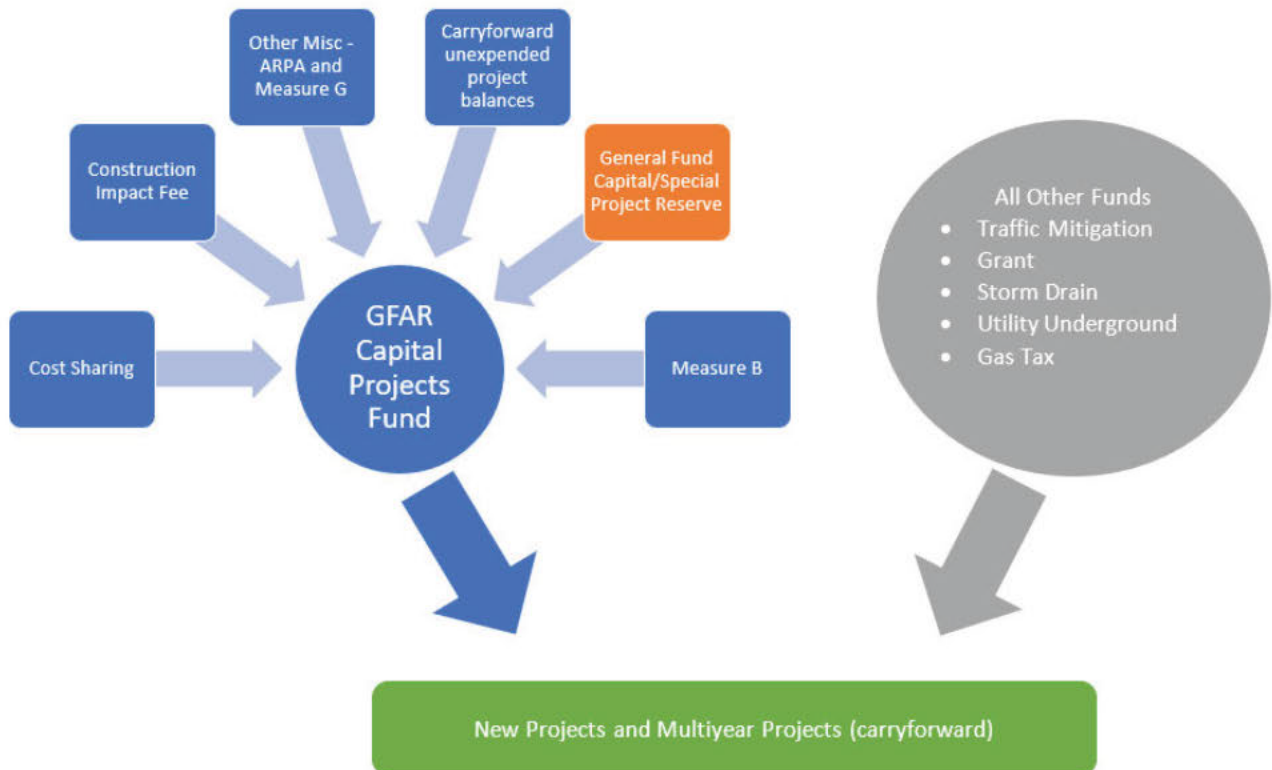 Other Misc -
ARPA and
Measure G
Carryforward
unexpended
project
balances
Construction
Impact Fee
General Fund
Capital/Special
Project Reserve
Cost Sharing
GFAR
Capital
Projects
Fund
Measure B
All Other Funds
• Traffic Mitigation
• Grant
• Storm Drain
• Utility Underground
• Gas Tax
New Projects and Multiyear Projects (carryforward)